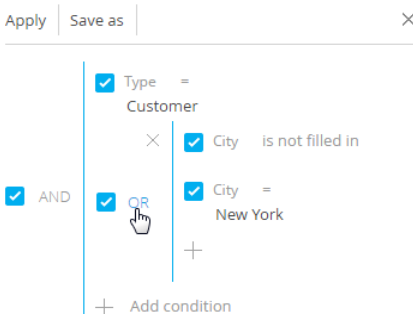 Apply Save as
Type =
Customer
City is not filled in
AND
OR
City =
New York
Add condition